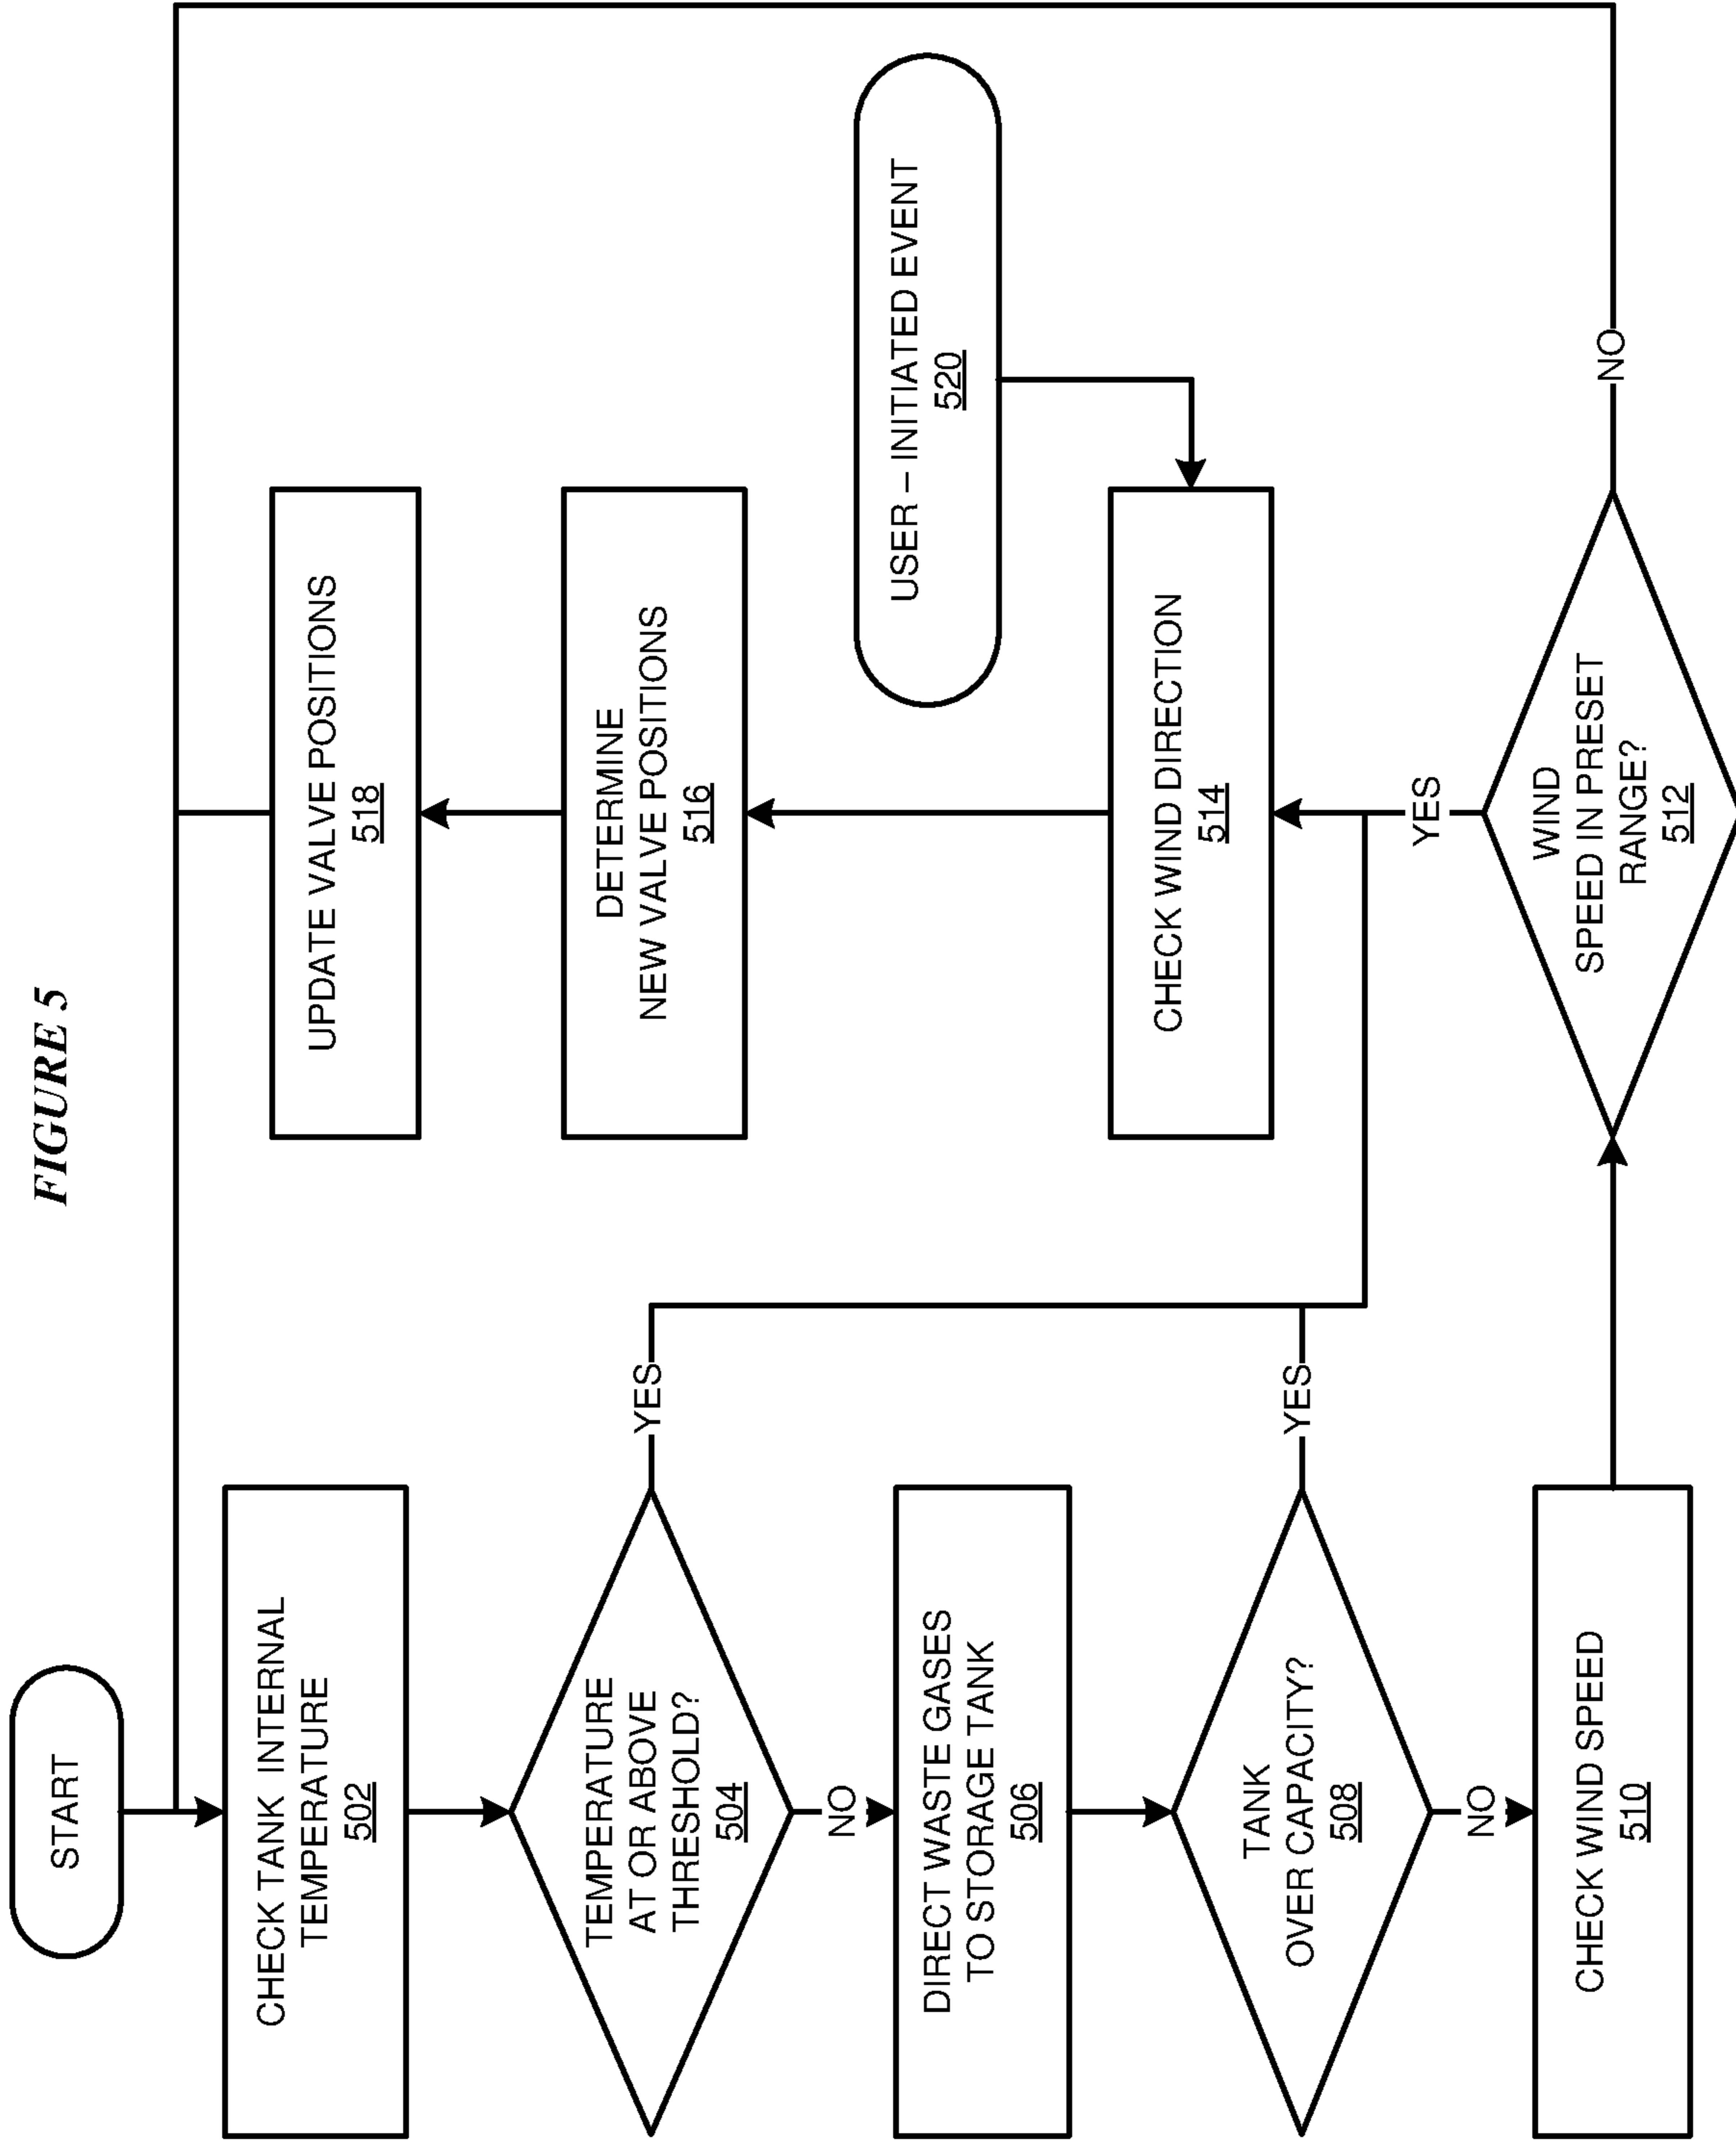 FIGURE 5
START
CHECK TANK INTERNAL
TEMPERATURE
502
TEMPERATURE
AT OR ABOVE
THRESHOLD?
504
YES
NO
DIRECT WASTE GASES
TO STORAGE TANK
506
TANK
OVER CAPACITY?
508
YES
NO
CHECK WIND SPEED
510
WIND
SPEED IN PRESET
RANGE?
512
YES
NO
CHECK WIND DIRECTION
514
DETERMINE
NEW VALVE POSITIONS
516
UPDATE VALVE POSITIONS
518
USER – INITIATED EVENT
520